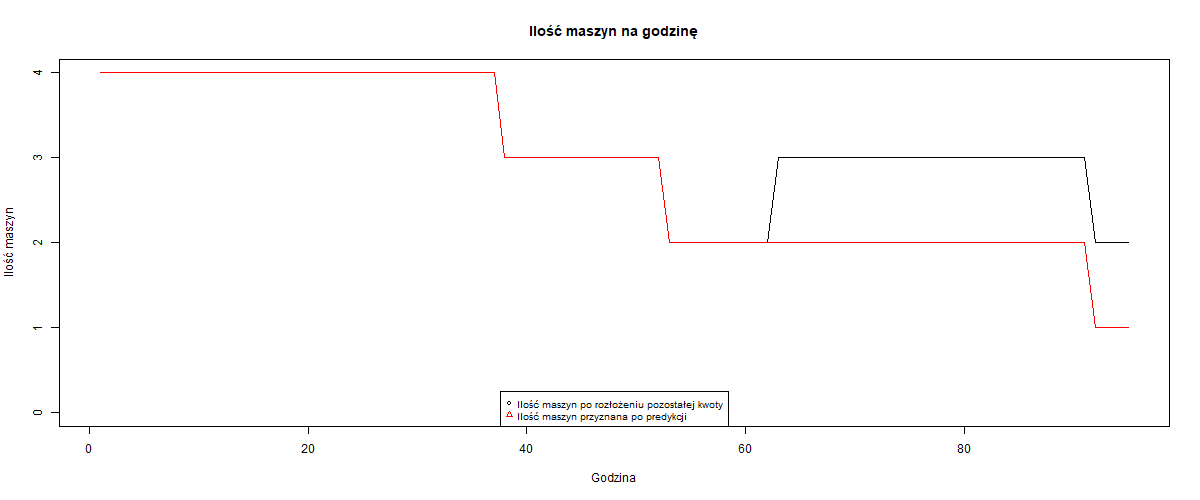 Ilość maszyn na godzinę
Ilość maszyn
4
3
2
1
0
Ilość maszyn po rozłożeniu pozostałej kwoty
Ilość maszyn przyznana po predykcji
0 20 40 60 80
Godzina